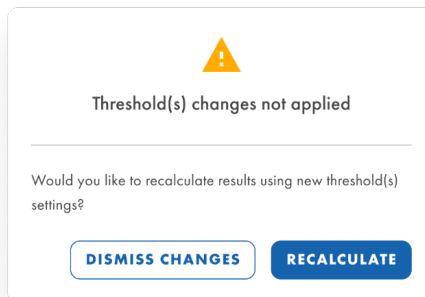 Threshold(s) changes not applied
Would you like to recalculate results using new threshold(s)
settings?
DISMISS CHANGES
RECALCULATE